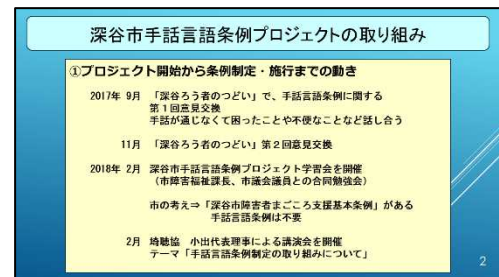 深谷市手話言語条例プロジェクトの取り組み
①プロジェクト開始から条例制定・施行までの動き
2017年 9月 「深谷ろう者のつどい」で、手話言語条例に関する
第1回意見交換
手話が通じなくて困ったことや不便なことなど話し合う
11月 「深谷ろう者のつどい」第2回意見交換
2018年 2月 深谷市手話言語条例プロジェクト学習会を開催
（市障害福祉課長、市議会議員との合同勉強会）
市の考え⇒「深谷市障害者まごころ支援基本条例」がある
手話言語条例は不要
2月 埼聴協 小出代表理事による講演会を開催
テーマ「手話言語条例制定の取り組みについて」
2